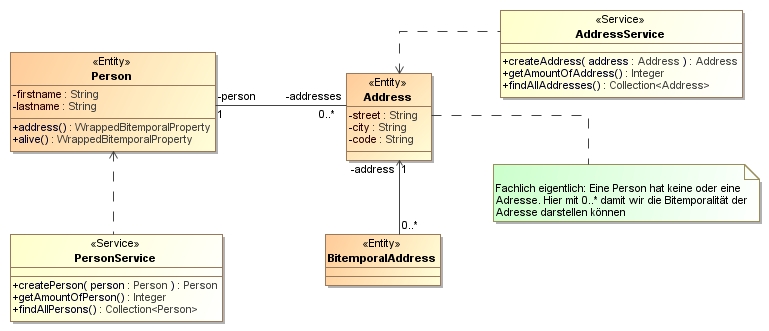 «Service»
AddressService
+createAddress( address : Address ) : Address
+getAmountOfAddress() : Integer
+findAllAddresses() : Collection<Address>
«Entity»
Person
-firstname : String
-lastname : String
+address() : WrappedBitemporalProperty
+alive() : WrappedBitemporalProperty
-person
1
-addresses
0..*
«Entity»
Address
-street : String
-city : String
-code : String
-address
1
0..*
Fachlich eigentlich: Eine Person hat keine oder eine
Adresse. Hier mit 0..* damit wir die Bitemporalität der
Adresse darstellen können
«Service»
PersonService
+createPerson( person : Person ) : Person
+getAmountOfPerson() : Integer
+findAllPersons() : Collection<Person>
«Entity»
BitemporalAddress